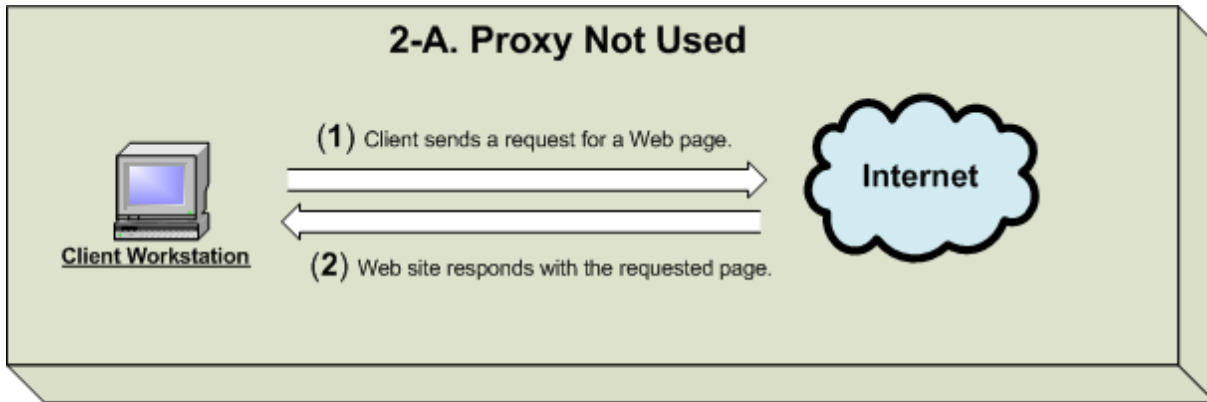 2-A. Proxy Not Used
(1) Client sends a request for a Web page.
Internet
Client Workstation
(2) Web site responds with the requested page.